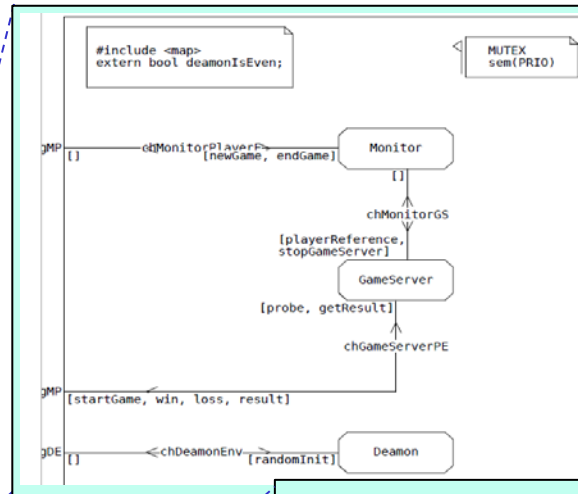 #include <map>
extern bool deamonIsEven;
MUTEX
sem(PRIO)
gMP
[]
chMonitorPlayerE
[newGame, endGame]
Monitor
[]
chMonitorGS
[playerReference,
stopGameServer]
GameServer
[probe, getResult]
chGameServerPE
gMP
[startGame, win, loss, result]
gDE
[]
chDeamonEnv
[randomInit]
Deamon